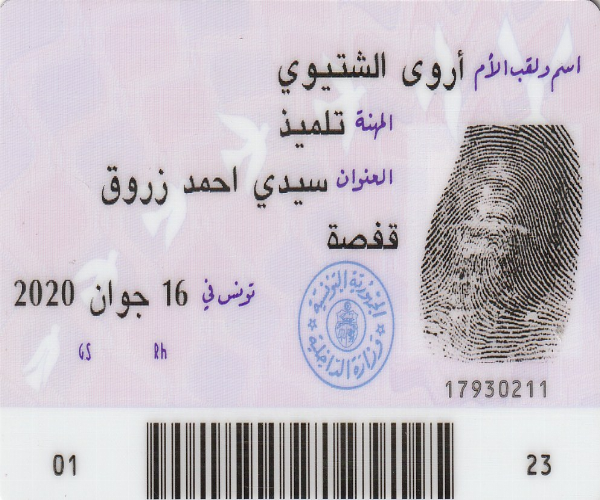 اسم ولقب الأم أروى الشتيوي
المهنة تلميذ
العنوان سيدي احمد زروق
قفصة
تونس في 16 جوان 2020
GS Rh
الجمهورية التونسية
وزارة الداخلية
17930211
01 23